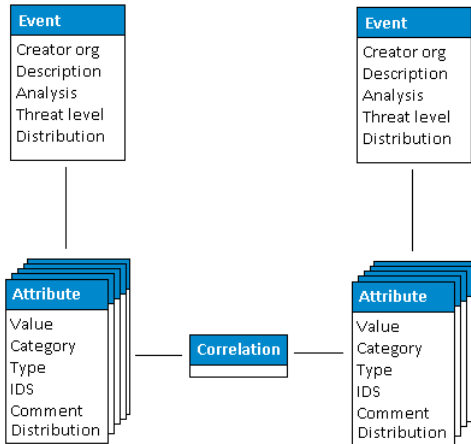 Event
Creator org
Description
Analysis
Threat level
Distribution
Event
Creator org
Description
Analysis
Threat level
Distribution
Attribute
Value
Category
Type
IDS
Comment
Distribution
Correlation
Attribute
Value
Category
Type
IDS
Comment
Distribution